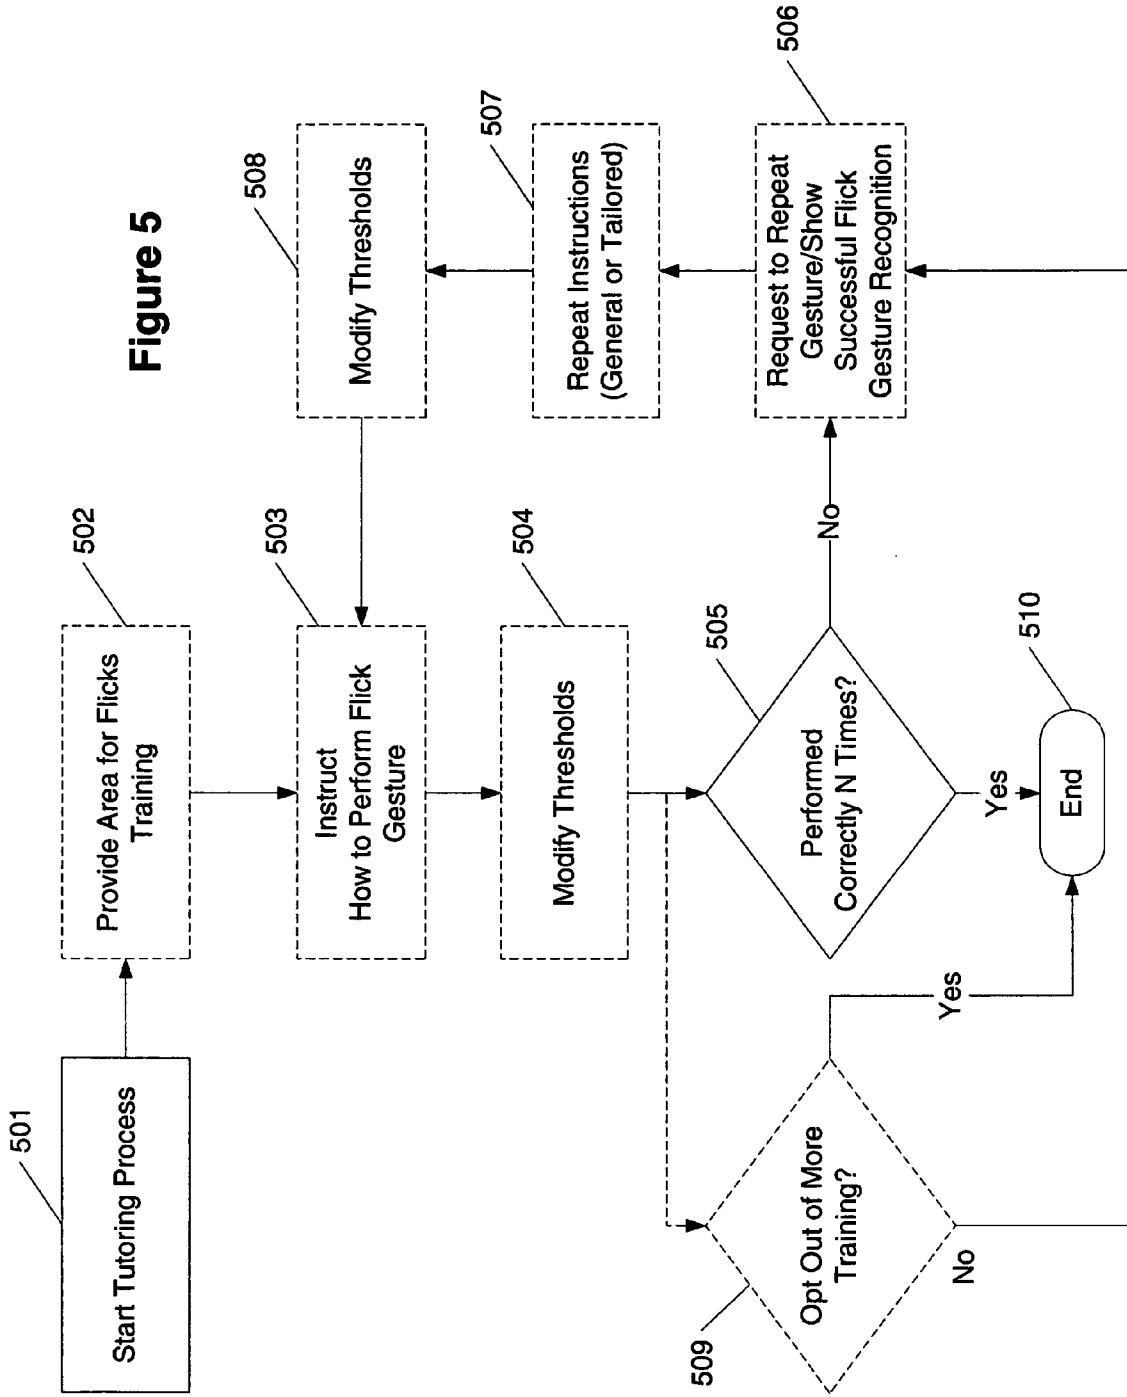 Figure 5
501
Start Tutoring Process
502
Provide Area for Flicks
Training
503
Instruct
How to Perform Flick
Gesture
504
Modify Thresholds
505
Performed
Correctly N Times?
No
Yes
506
Request to Repeat
Gesture/Show
Successful Flick
Gesture Recognition
507
Repeat Instructions
(General or Tailored)
508
Modify Thresholds
509
Opt Out of More
Training?
Yes
No
510
End